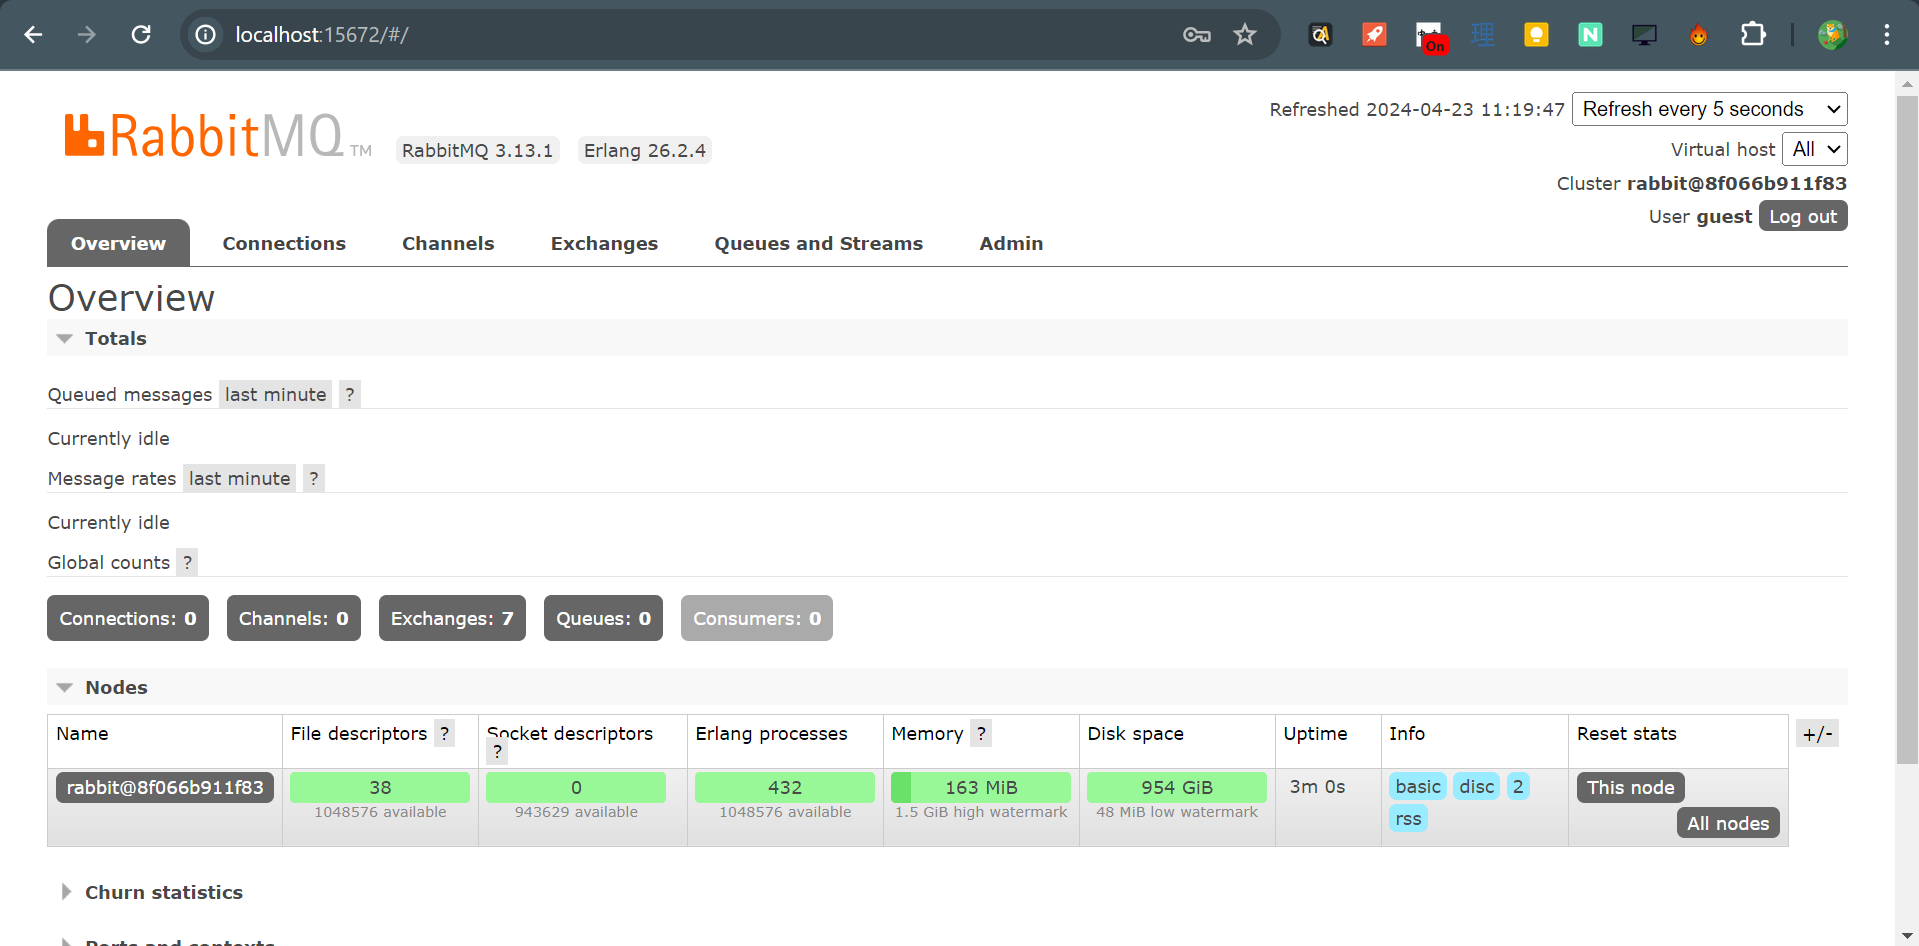 localhost:15672/#/
On
理
N
RabbitMQ TM
RabbitMQ 3.13.1
Erlang 26.2.4
Refreshed 2024-04-23 11:19:47 Refresh every 5 seconds
Virtual host All
Cluster rabbit@8f066b911f83
User guest Log out
Overview Connections Channels Exchanges Queues and Streams Admin
Overview
Totals
Queued messages last minute ?
Currently idle
Message rates last minute ?
Currently idle
Global counts ?
Connections: 0 Channels: 0 Exchanges: 7 Queues: 0 Consumers: 0
Nodes
Name File descriptors ? Socket descriptors ? Erlang processes Memory ? Disk space Uptime Info Reset stats +/-
rabbit@8f066b911f83 38 0 432 163 MiB 954 GiB 3m 0s basic disc 2 This node
1048576 available 943629 available 1048576 available 1.5 GiB high watermark 48 MiB low watermark rss All nodes
Churn statistics
Ports and contexts